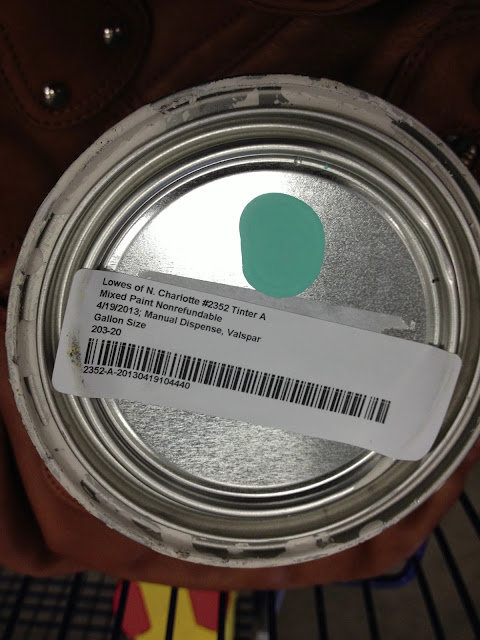 Lowes of N. Charlotte #2352 Tinter A
Mixed Paint Nonrefundable
4/19/2013; Manual Dispense, Valspar
Gallon Size
203-20
2352-A-20130419104440